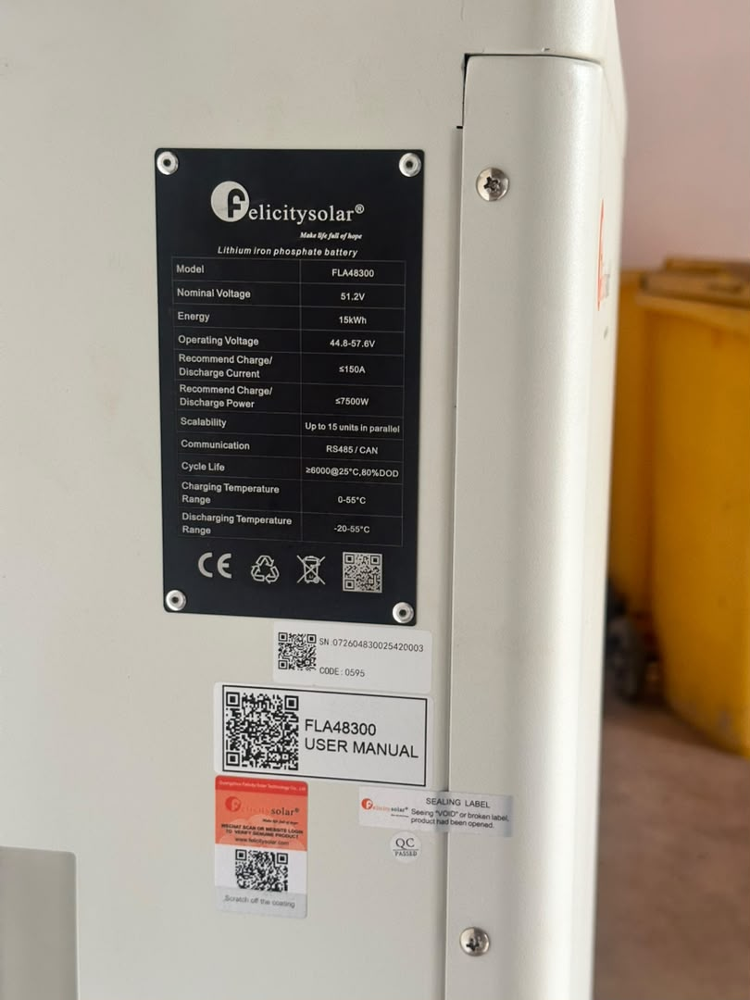 felicitysolar®
Make life full of hope
Lithium iron phosphate battery
Model FLA48300
Nominal Voltage 51.2V
Energy 15kWh
Operating Voltage 44.8-57.6V
Recommend Charge/
Discharge Current ≤150A
Recommend Charge/
Discharge Power ≤7500W
Scalability Up to 15 units in parallel
Communication RS485 / CAN
Cycle Life ≥6000@25°C,80%DOD
Charging Temperature
Range 0-55°C
Discharging Temperature
Range -20-55°C
CE
SN:072604830025420003
CODE: 0595
FLA48300
USER MANUAL
Guangzhou Felicity Solar Technology Co., Ltd
felicitysolar®
Make life full of hope
WECHAT SCAN OR WEBSITE LOGIN
TO VERIFY GENUINE PRODUCT
www.felicitysolar.com
Scratch off the coating
felicitysolar®
SEALING LABEL
Seeing "VOID" or broken label,
product had been opened.
QC
PASSED